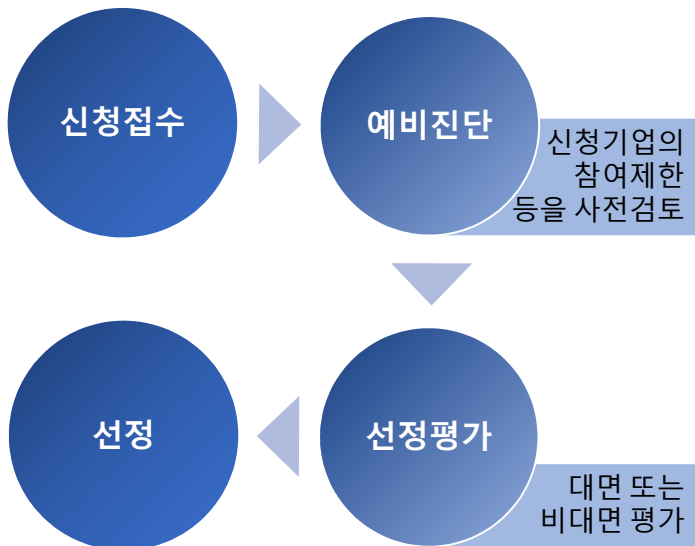 신청접수
예비진단
신청기업의
참여제한
등을 사전검토
선정평가
대면 또는
비대면 평가
선정